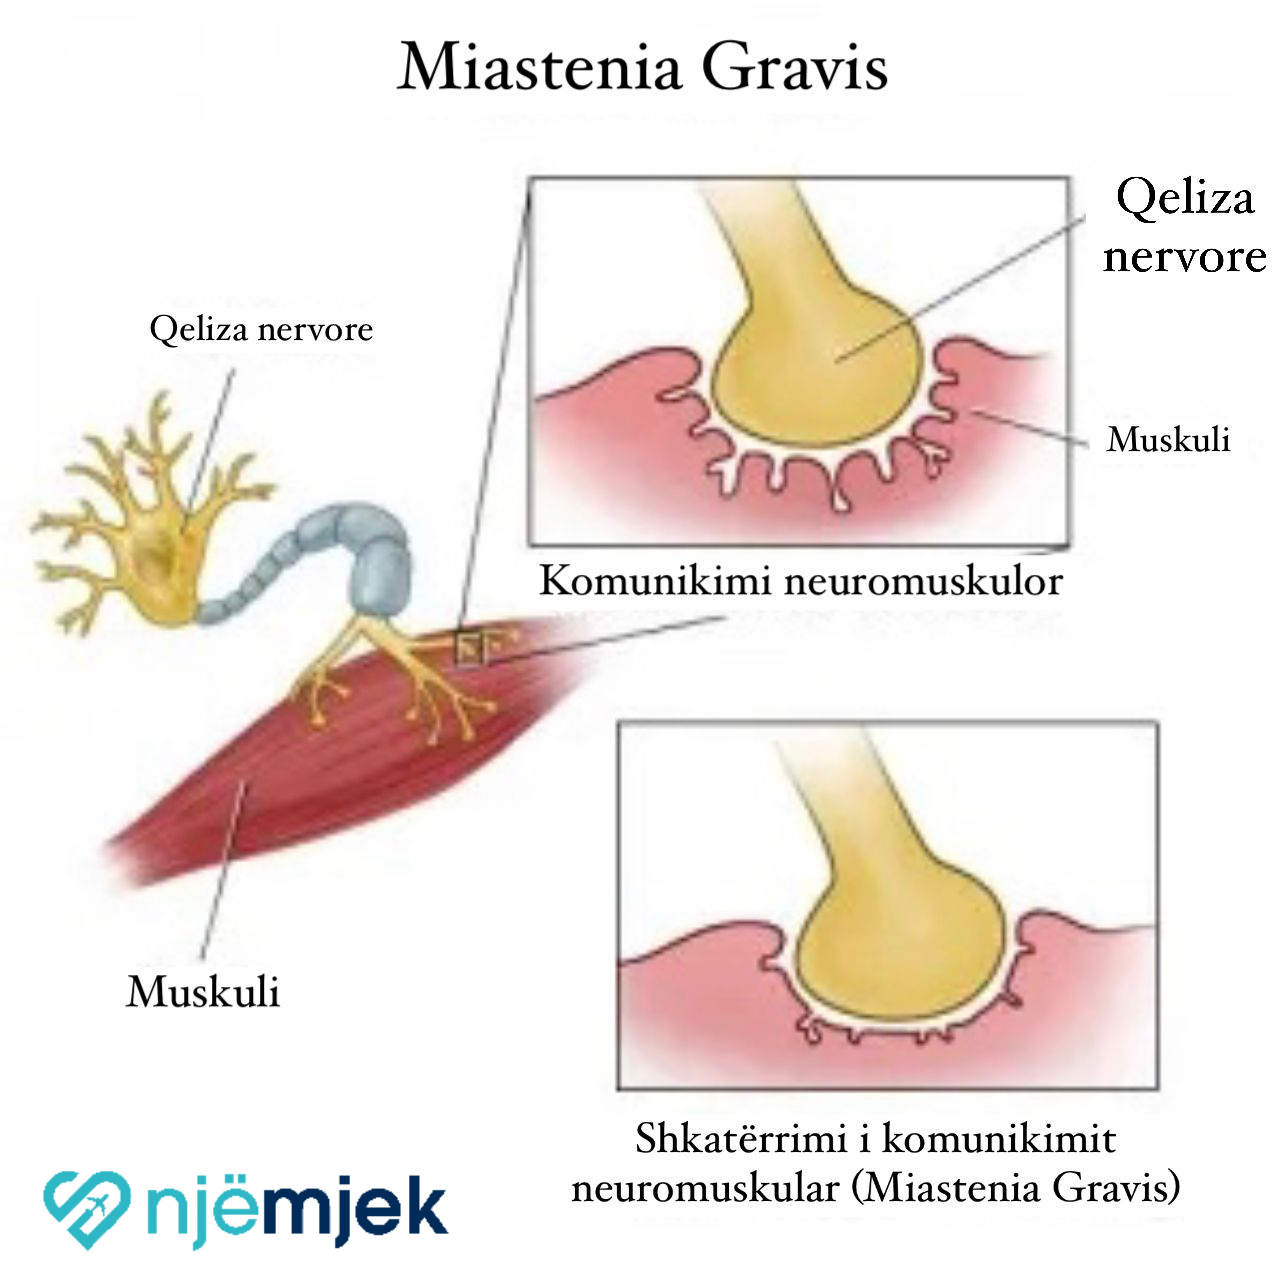 Miastenia Gravis
Qeliza
nervore
Qeliza nervore
Muskuli
Komunikimi neuromuskulor
Muskuli
Shkatërrimi i komunikimit
neuromuskular (Miastenia Gravis)
njëmjek